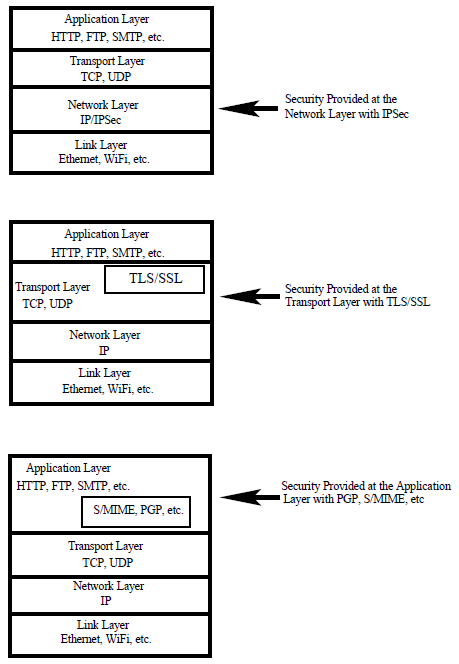 Application Layer
HTTP, FTP, SMTP, etc.
Transport Layer
TCP, UDP
Network Layer
IP/IPSec
Link Layer
Ethernet, WiFi, etc.
Security Provided at the
Network Layer with IPSec
Application Layer
HTTP, FTP, SMTP, etc.
TLS/SSL
Transport Layer
TCP, UDP
Network Layer
IP
Link Layer
Ethernet, WiFi, etc.
Security Provided at the
Transport Layer with TLS/SSL
Application Layer
HTTP, FTP, SMTP, etc.
S/MIME, PGP, etc.
Transport Layer
TCP, UDP
Network Layer
IP
Link Layer
Ethernet, WiFi, etc.
Security Provided at the Application
Layer with PGP, S/MIME, etc